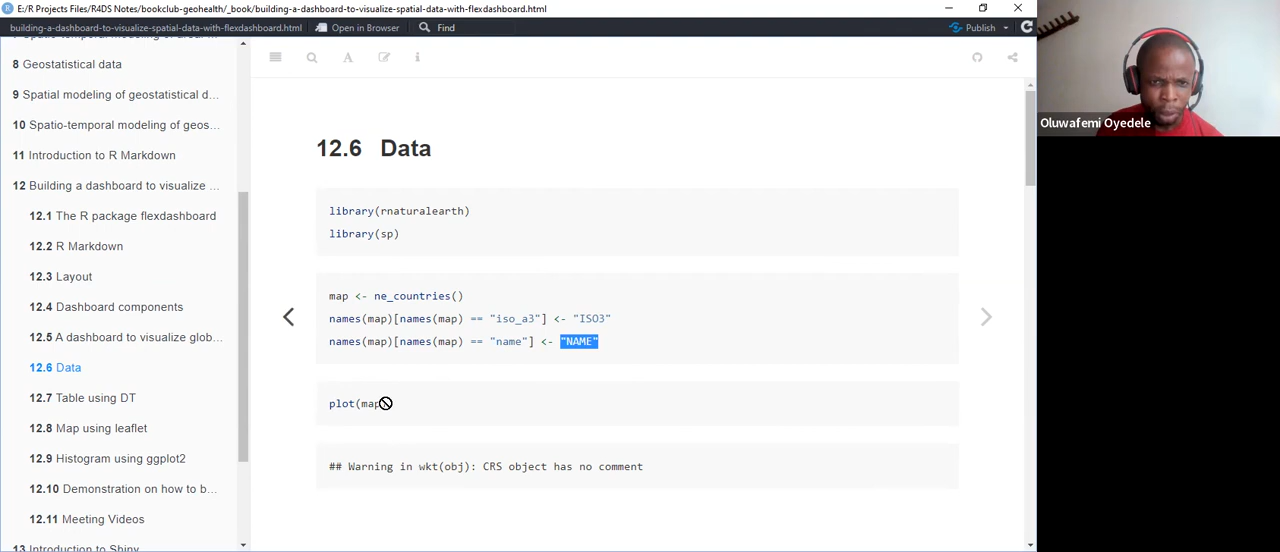 E:/R Projects Files/R4DS Notes/bookclub-geohealth/_book/building-a-dashboard-to-visualize-spatial-data-with-flexdashboard.html
building-a-dashboard-to-visualize-spatial-data-with-flexdashboard.html
Open in Browser
Find
Publish
8 Geostatistical data
9 Spatial modeling of geostatistical d...
10 Spatio-temporal modeling of geos...
11 Introduction to R Markdown
12 Building a dashboard to visualize ...
12.1 The R package flexdashboard
12.2 R Markdown
12.3 Layout
12.4 Dashboard components
12.5 A dashboard to visualize glob...
12.6 Data
12.7 Table using DT
12.8 Map using leaflet
12.9 Histogram using ggplot2
12.10 Demonstration on how to b...
12.11 Meeting Videos
13 Introduction to Shiny
12.6 Data
library(rnaturalearth)
library(sp)
map <- ne_countries()
names(map)[names(map) == "iso_a3"] <- "ISO3"
names(map)[names(map) == "name"] <- "NAME"
plot(map
## Warning in wkt(obj): CRS object has no comment
Oluwafemi Oyedele